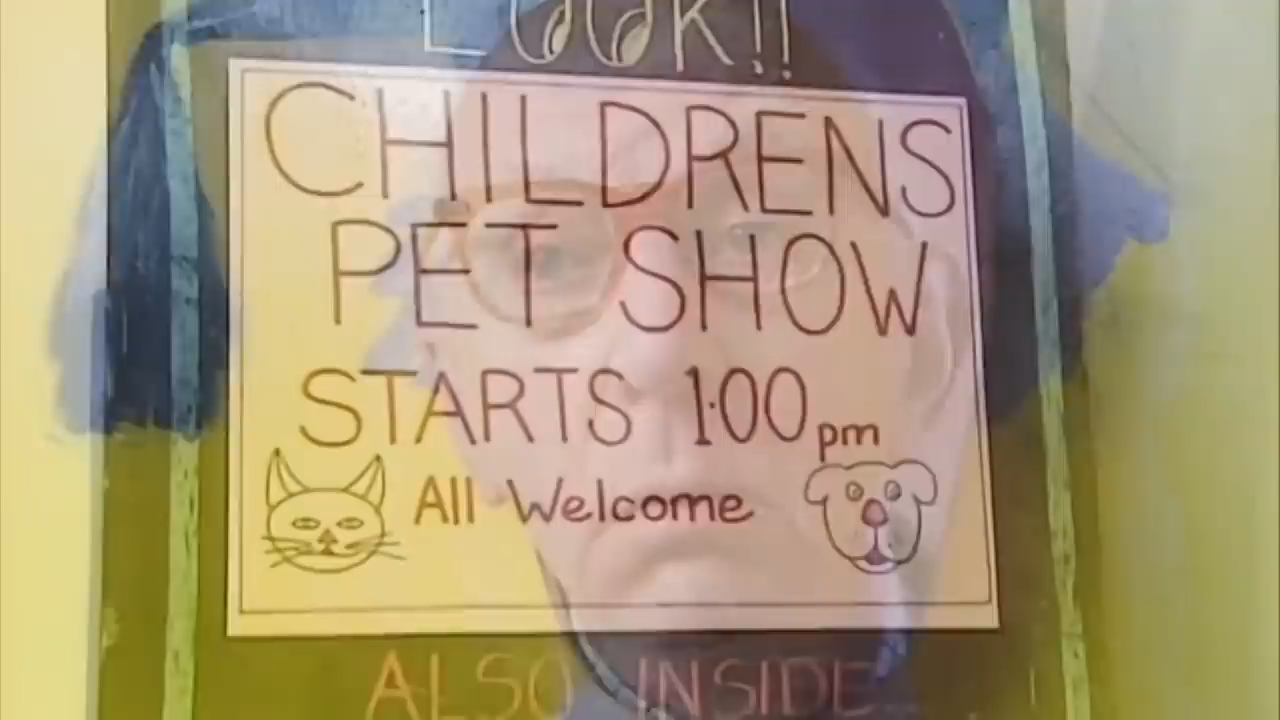 LOOK!!
CHILDRENS
PET SHOW
STARTS 1·00 pm
All Welcome
ALSO INSIDE